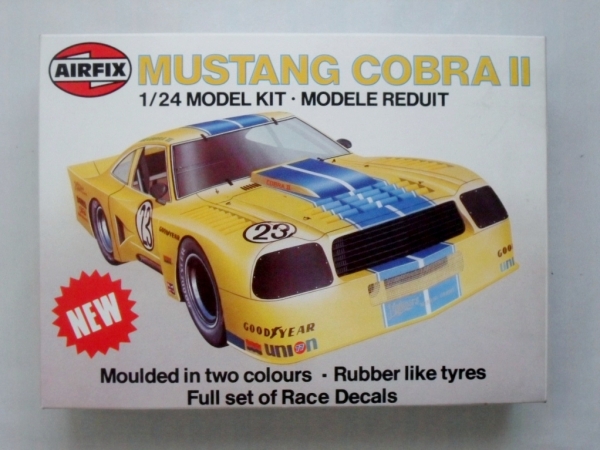 AIRFIX
MUSTANG COBRA II
1/24 MODEL KIT · MODELE REDUIT
23
23
GOODYEAR
union
NEW
Moulded in two colours · Rubber like tyres
Full set of Race Decals